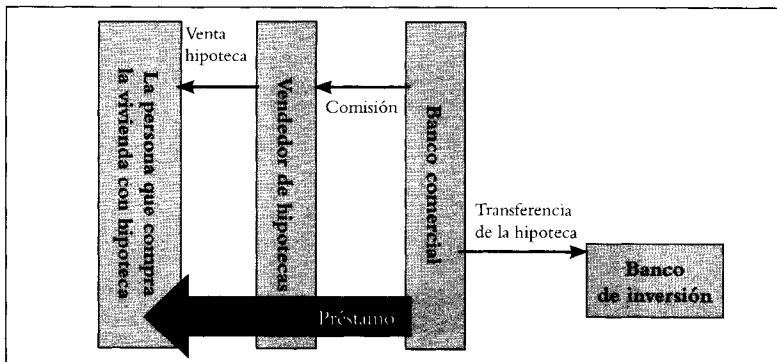 Venta
hipoteca
La persona que compra
la vivienda con hipoteca
Vendedor de hipotecas
Comisión
Banco comercial
Transferencia
de la hipoteca
Banco
de inversión
Préstamo